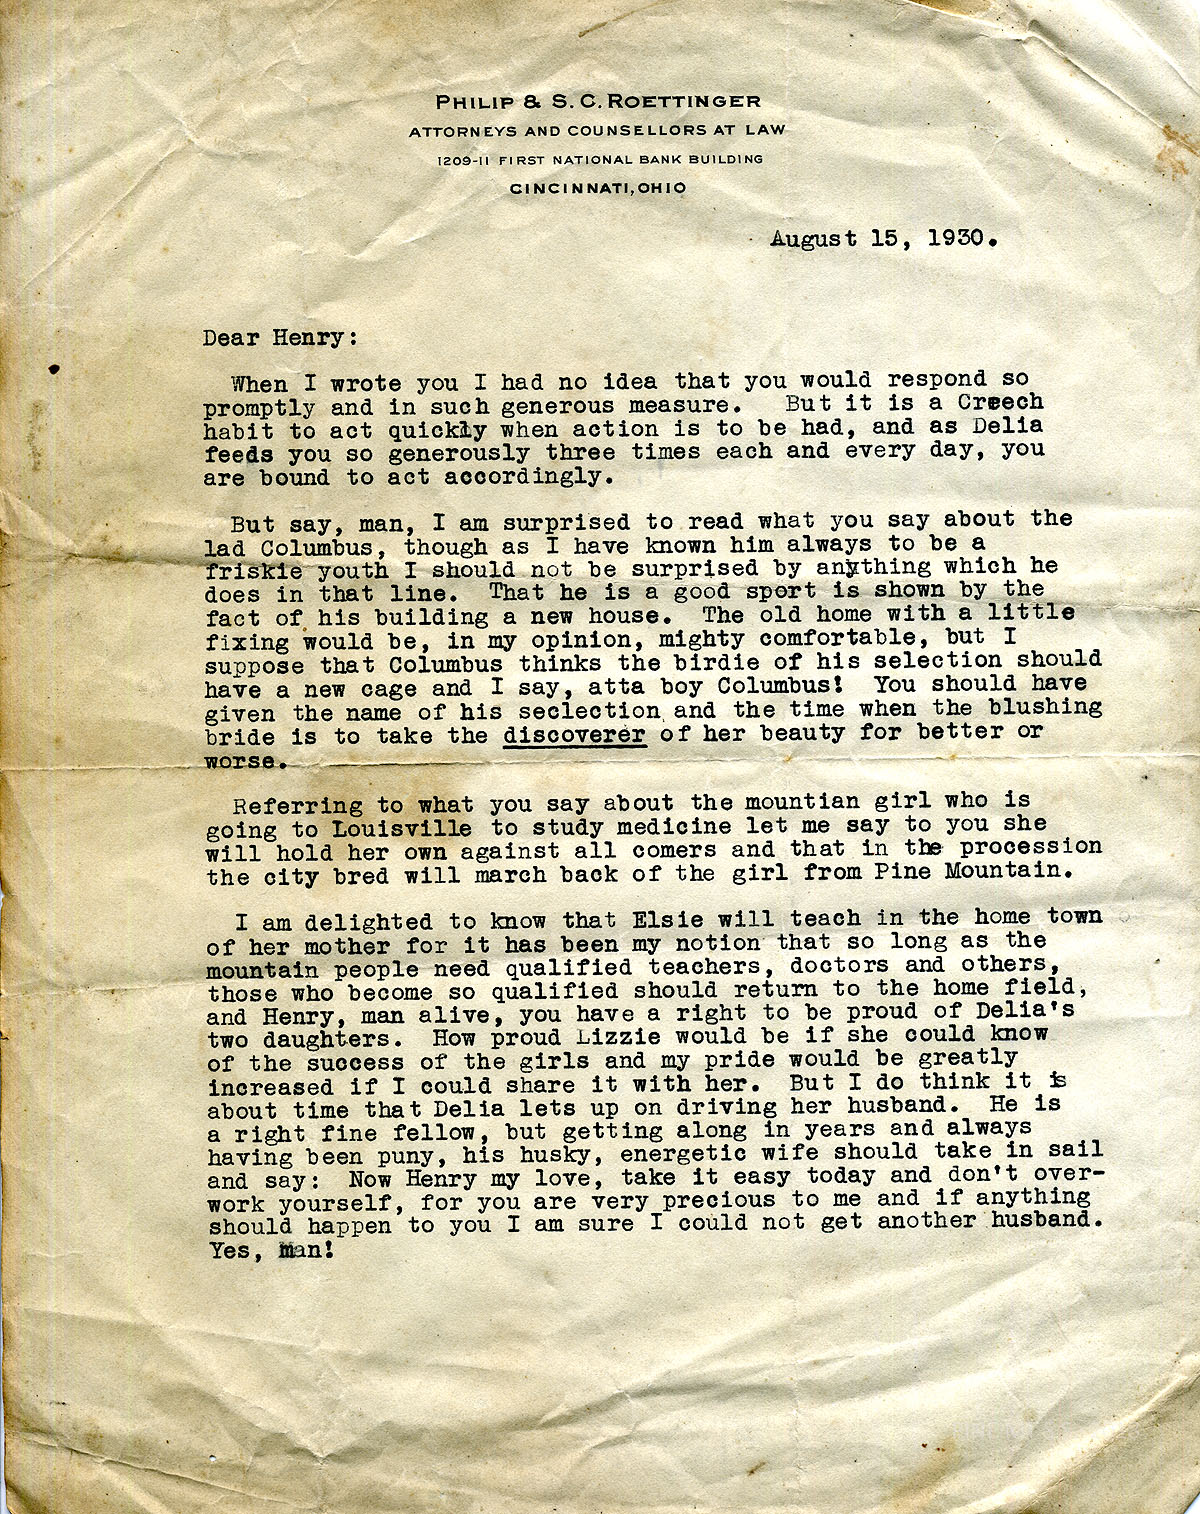 PHILIP & S. C. ROETTINGER
ATTORNEYS AND COUNSELLORS AT LAW
1209-11 FIRST NATIONAL BANK BUILDING
CINCINNATI, OHIO
August 15, 1930.
Dear Henry:
When I wrote you I had no idea that you would respond so
promptly and in such generous measure. But it is a Creech
habit to act quickly when action is to be had, and as Delia
feeds you so generously three times each and every day, you
are bound to act accordingly.
But say, man, I am surprised to read what you say about the
lad Columbus, though as I have known him always to be a
friskie youth I should not be surprised by anything which he
does in that line. That he is a good sport is shown by the
fact of his building a new house. The old home with a little
fixing would be, in my opinion, mighty comfortable, but I
suppose that Columbus thinks the birdie of his selection should
have a new cage and I say, atta boy Columbus! You should have
given the name of his seclection and the time when the blushing
bride is to take the discoverer of her beauty for better or
worse.
Referring to what you say about the mountian girl who is
going to Louisville to study medicine let me say to you she
will hold her own against all comers and that in the procession
the city bred will march back of the girl from Pine Mountain.
I am delighted to know that Elsie will teach in the home town
of her mother for it has been my notion that so long as the
mountain people need qualified teachers, doctors and others,
those who become so qualified should return to the home field,
and Henry, man alive, you have a right to be proud of Delia's
two daughters. How proud Lizzie would be if she could know
of the success of the girls and my pride would be greatly
increased if I could share it with her. But I do think it is
about time that Delia lets up on driving her husband. He is
a right fine fellow, but getting along in years and always
having been puny, his husky, energetic wife should take in sail
and say: Now Henry my love, take it easy today and don't over-
work yourself, for you are very precious to me and if anything
should happen to you I am sure I could not get another husband.
Yes, man!